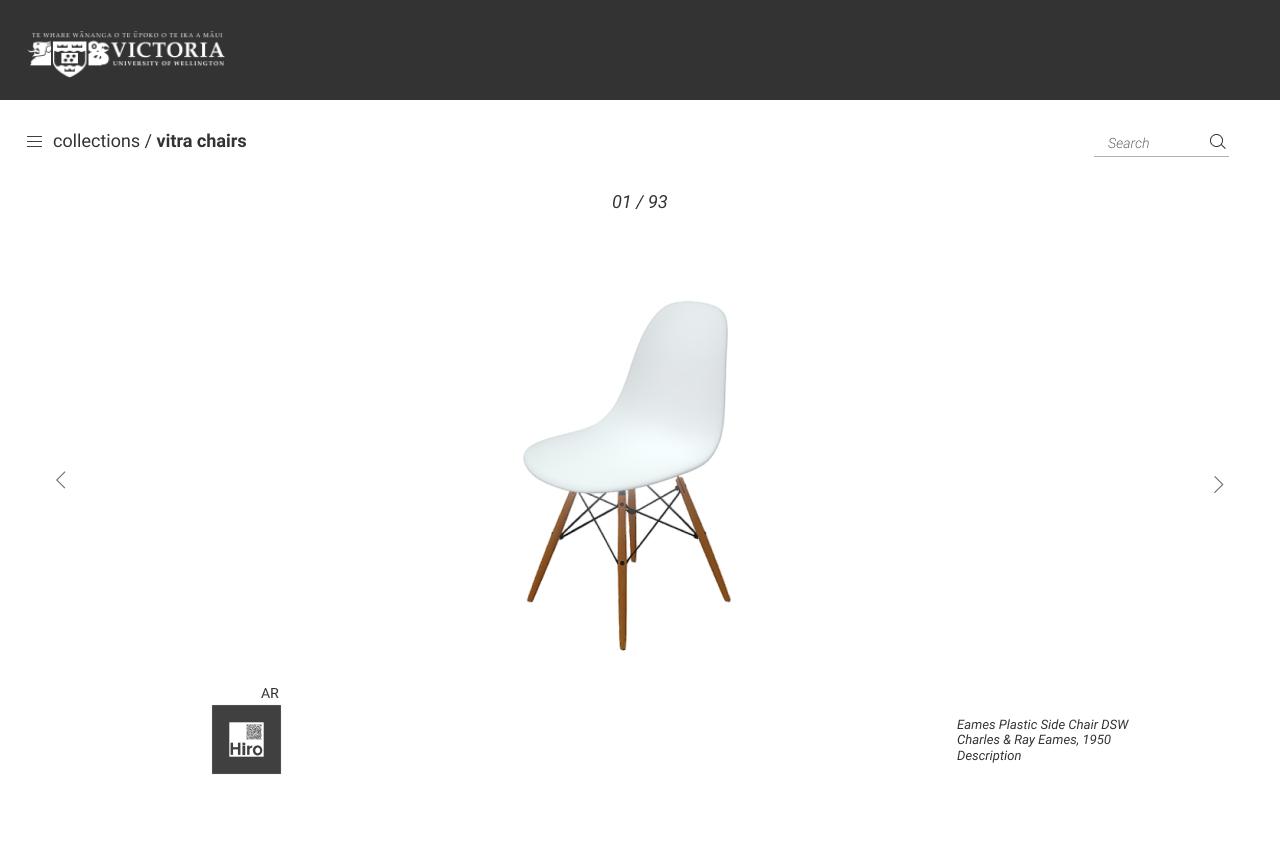 TE WHARE WĀNANGA O TE ŪPOKO O TE IKA A MĀUI
VICTORIA
UNIVERSITY OF WELLINGTON
collections / vitra chairs
Search
01 / 93
AR
Hiro
Eames Plastic Side Chair DSW
Charles & Ray Eames, 1950
Description